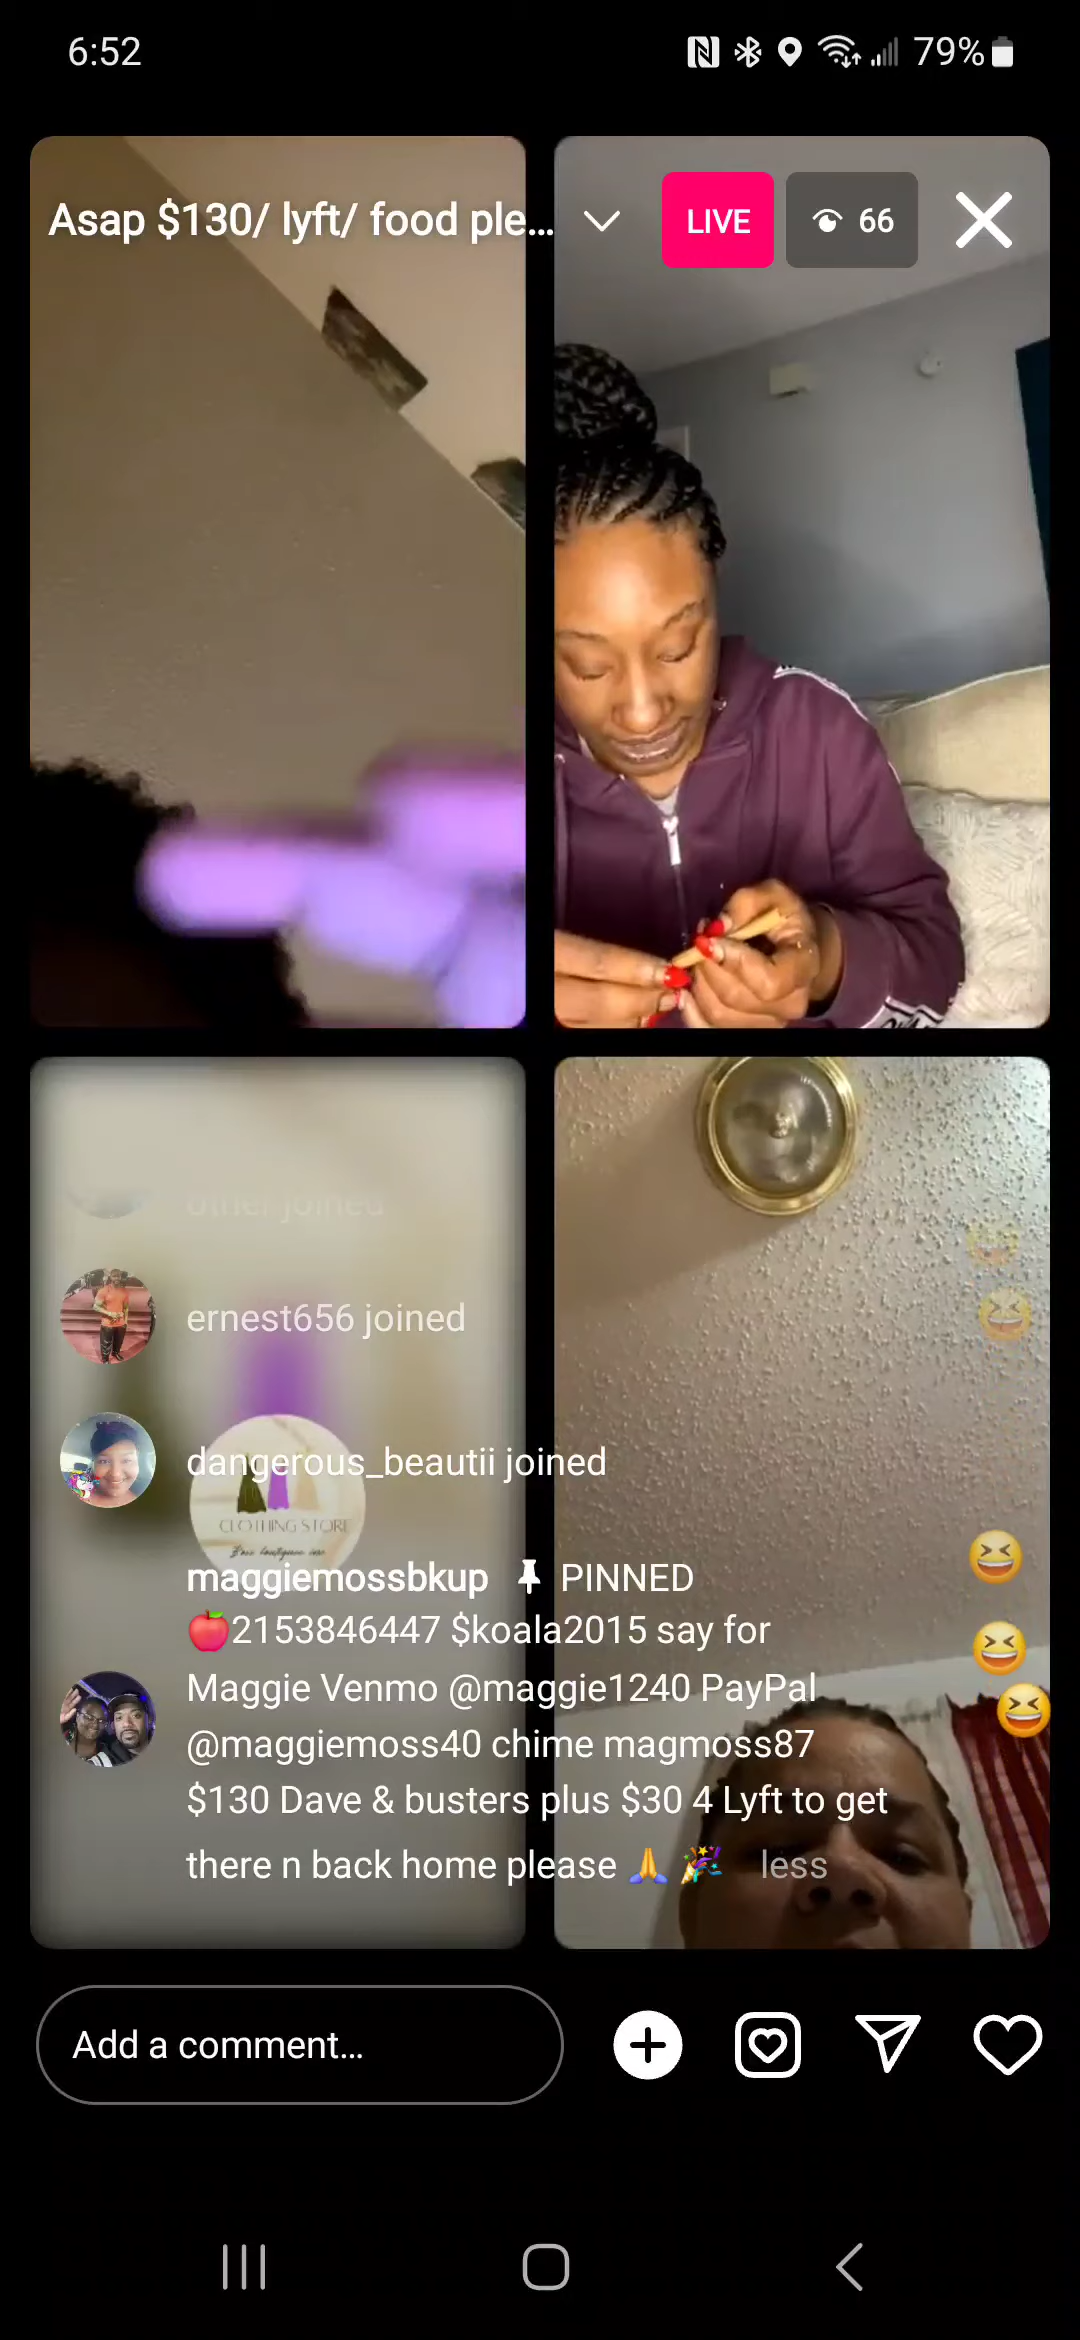 6:52
79%
Asap $130/ lyft/ food ple...
LIVE
66
other joined
ernest656 joined
dangerous_beautii joined
CLOTHING STORE
maggiemossbkup 📌 PINNED
🍎2153846447 $koala2015 say for
Maggie Venmo @maggie1240 PayPal
@maggiemoss40 chime magmoss87
$130 Dave & busters plus $30 4 Lyft to get
there n back home please 🙏 🎉 less
Add a comment...